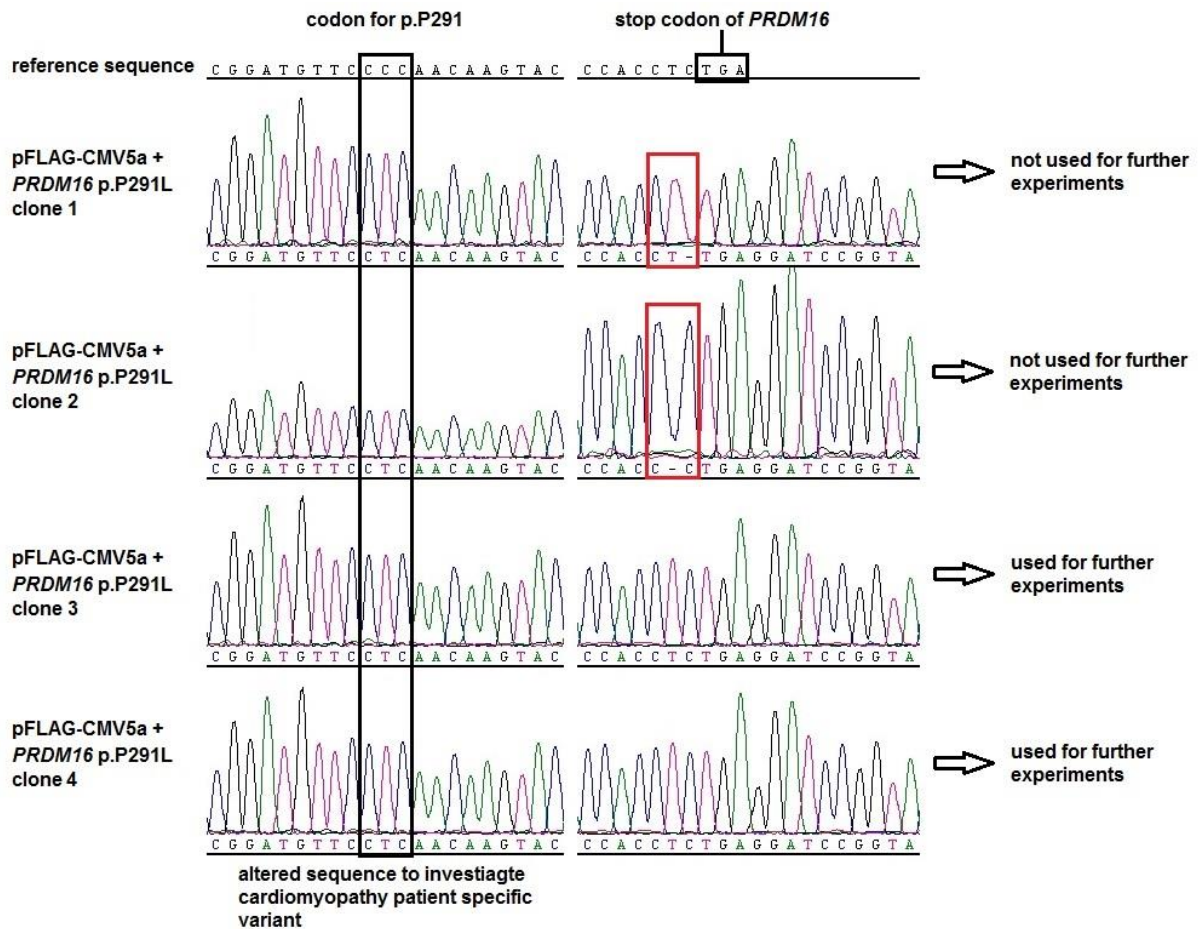 codon for p.P291
stop codon of PRDM16
reference sequence
C G G A T G T T C C C C A A C A A G T A C
C C A C C T C T G A
pFLAG-CMV5a +
PRDM16 p.P291L
clone 1
C G G A T G T T C C T C A A C A A G T A C
C C A C C T - T G A G G A T C C G G T A
not used for further
experiments
pFLAG-CMV5a +
PRDM16 p.P291L
clone 2
C G G A T G T T C C T C A A C A A G T A C
C C A C C - C T G A G G A T C C G G T A
not used for further
experiments
pFLAG-CMV5a +
PRDM16 p.P291L
clone 3
C G G A T G T T C C T C A A C A A G T A C
C C A C C T C T G A G G A T C C G G T A
used for further
experiments
pFLAG-CMV5a +
PRDM16 p.P291L
clone 4
C G G A T G T T C C T C A A C A A G T A C
C C A C C T C T G A G G A T C C G G T A
used for further
experiments
altered sequence to investiagte
cardiomyopathy patient specific
variant